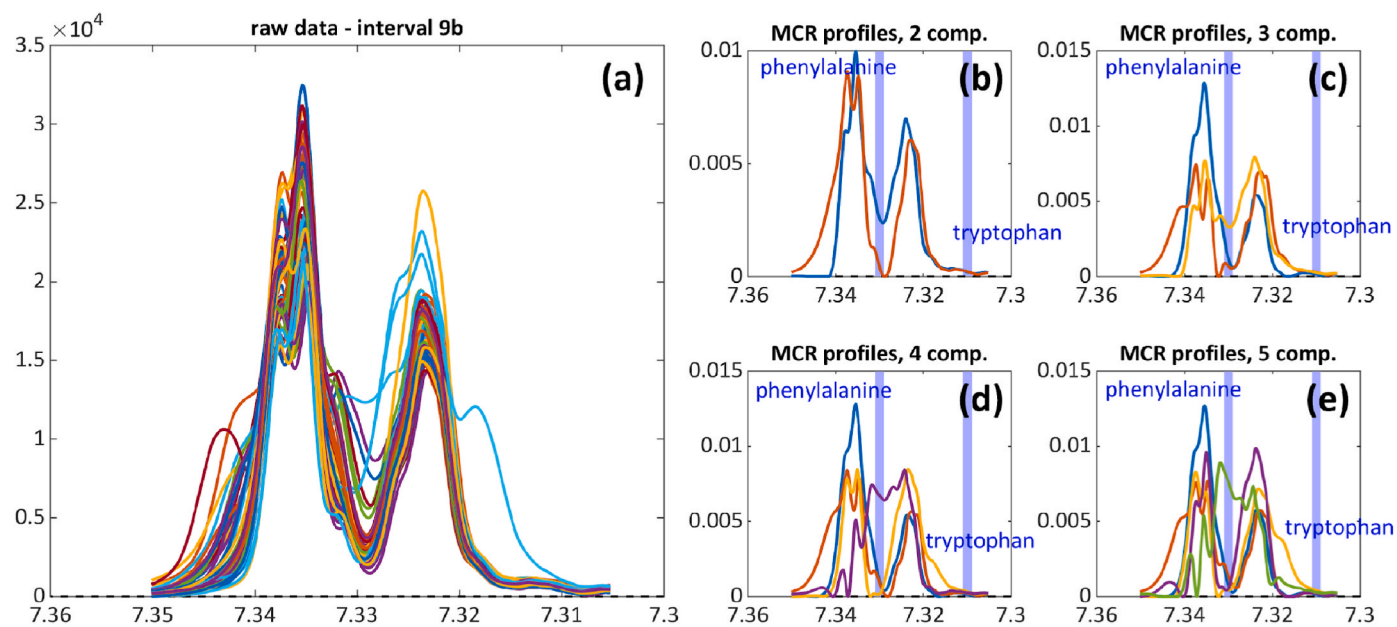 ×10⁴
raw data - interval 9b
(a)
3.5
3
2.5
2
1.5
1
0.5
0
7.36
7.35
7.34
7.33
7.32
7.31
7.3
MCR profiles, 2 comp.
(b)
phenylalanine
tryptophan
0.01
0.005
0
7.36
7.34
7.32
7.3
MCR profiles, 3 comp.
(c)
phenylalanine
tryptophan
0.015
0.01
0.005
0
7.36
7.34
7.32
7.3
MCR profiles, 4 comp.
(d)
phenylalanine
tryptophan
0.015
0.01
0.005
0
7.36
7.34
7.32
7.3
MCR profiles, 5 comp.
(e)
phenylalanine
tryptophan
0.015
0.01
0.005
0
7.36
7.34
7.32
7.3